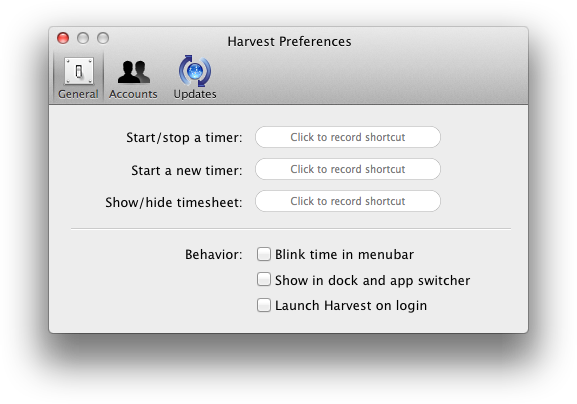 Harvest Preferences
General Accounts Updates
Start/stop a timer: Click to record shortcut
Start a new timer: Click to record shortcut
Show/hide timesheet: Click to record shortcut
Behavior: Blink time in menubar
Show in dock and app switcher
Launch Harvest on login